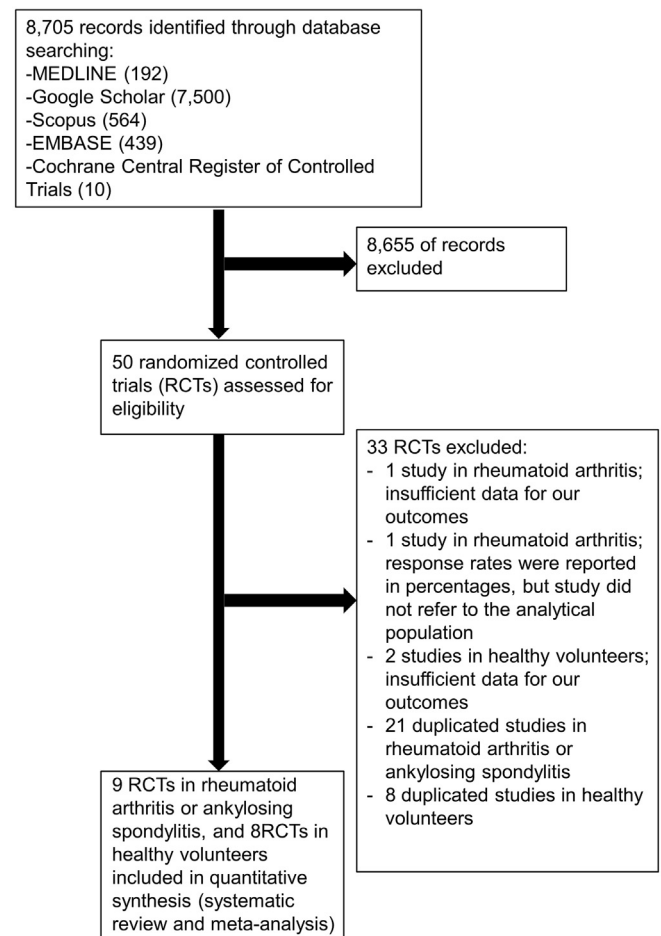 8,705 records identified through database
searching:
-MEDLINE (192)
-Google Scholar (7,500)
-Scopus (564)
-EMBASE (439)
-Cochrane Central Register of Controlled
Trials (10)
8,655 of records
excluded
50 randomized controlled
trials (RCTs) assessed for
eligibility
33 RCTs excluded:
- 1 study in rheumatoid arthritis;
insufficient data for our
outcomes
- 1 study in rheumatoid arthritis;
response rates were reported
in percentages, but study did
not refer to the analytical
population
- 2 studies in healthy volunteers;
insufficient data for our
outcomes
- 21 duplicated studies in
rheumatoid arthritis or
ankylosing spondylitis
- 8 duplicated studies in healthy
volunteers
9 RCTs in rheumatoid
arthritis or ankylosing
spondylitis, and 8RCTs in
healthy volunteers
included in quantitative
synthesis (systematic
review and meta-analysis)